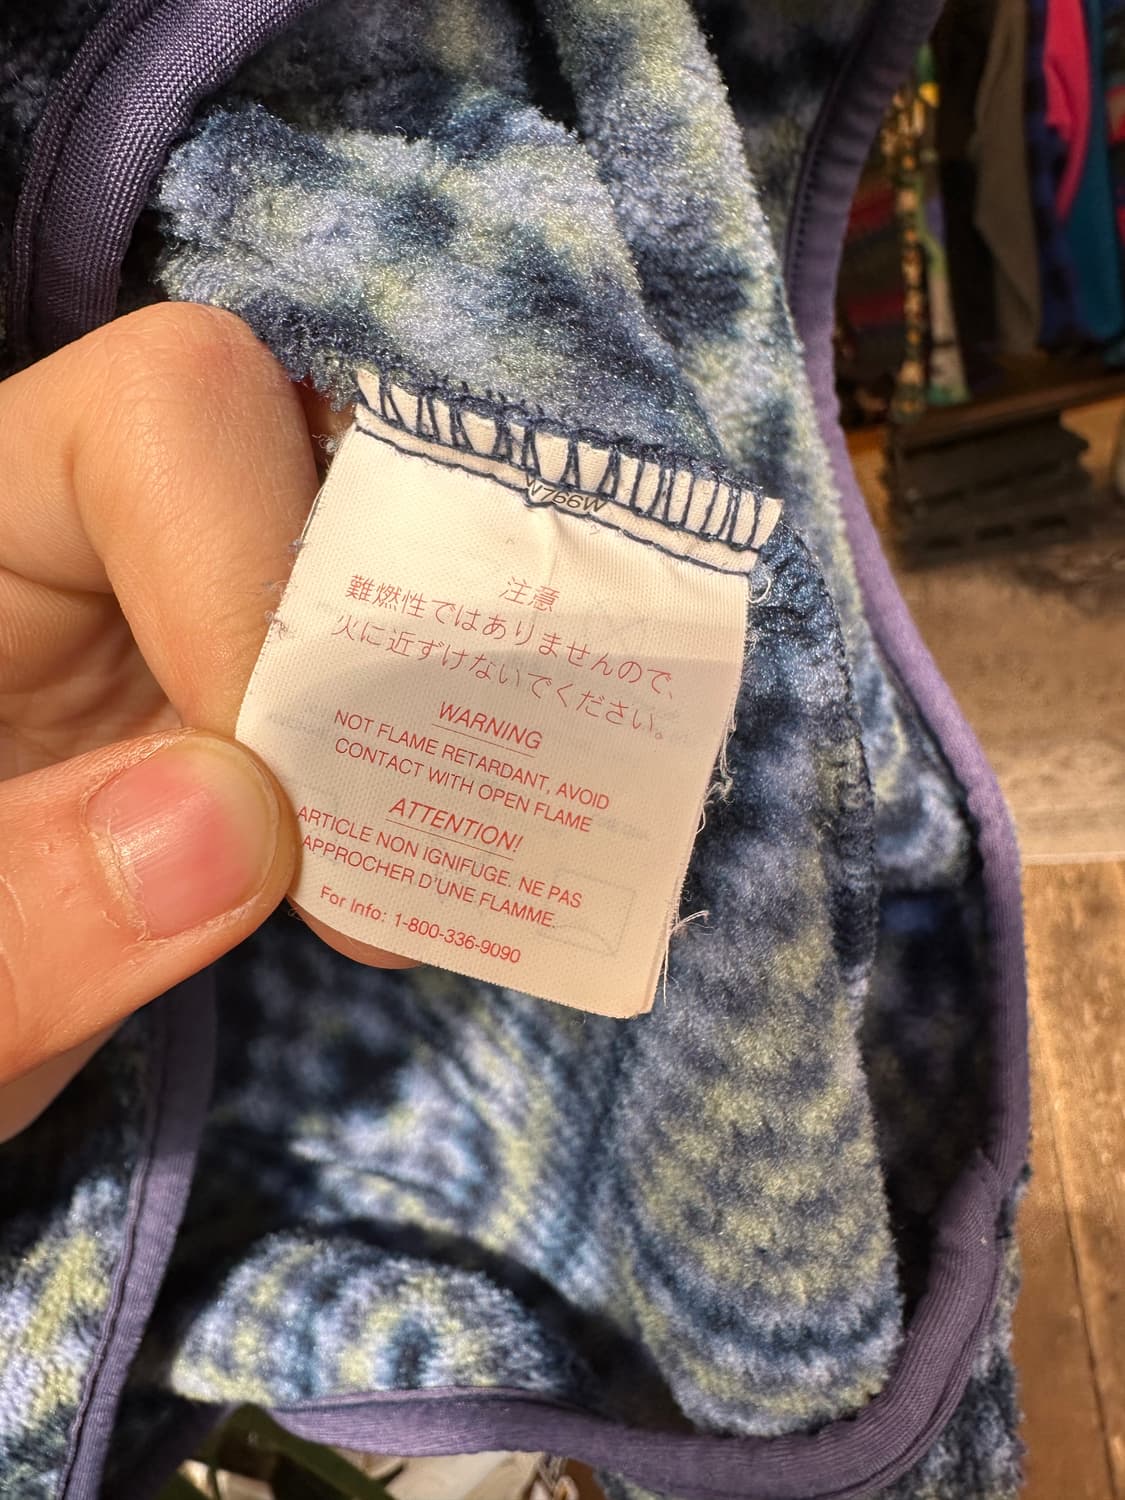 W766W
注意
難燃性ではありませんので、
火に近ずけないでください。
WARNING
NOT FLAME RETARDANT, AVOID
CONTACT WITH OPEN FLAME
ATTENTION!
ARTICLE NON IGNIFUGE. NE PAS
APPROCHER D'UNE FLAMME.
For Info: 1-800-336-9090